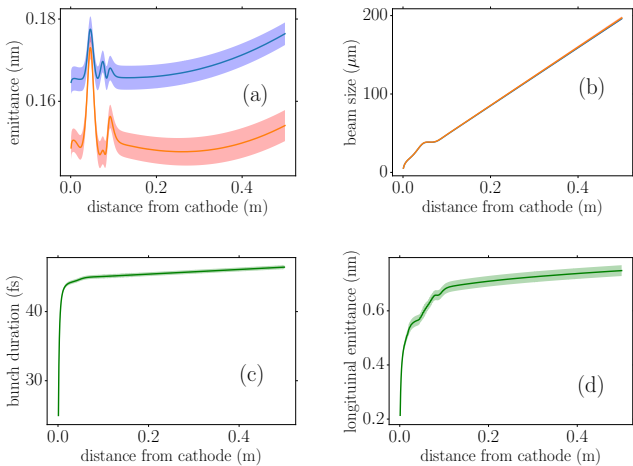 0.18
0.16
emittance (um)
(a)
0.0
0.2
0.4
distance from cathode (m)
200
100
0
beam size (μm)
(b)
0.0
0.2
0.4
distance from cathode (m)
40
30
bunch duration (fs)
(c)
0.0
0.2
0.4
distance from cathode (m)
0.6
0.4
0.2
longituinal emittance (nm)
(d)
0.0
0.2
0.4
distance from cathode (m)